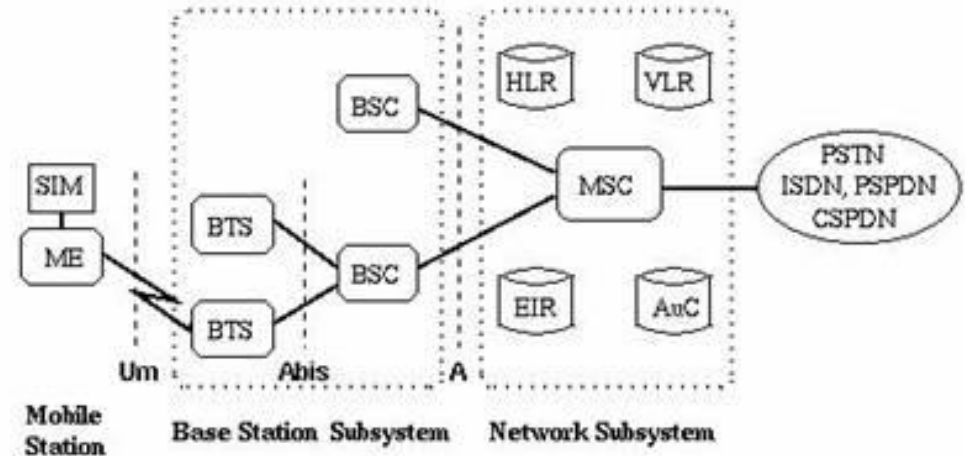 HLR
VLR
BSC
PSTN
ISDN, PSPDN
CSPDN
MSC
SIM
BTS
ME
BSC
EIR
AuC
BTS
Um
Abis
A
Mobile
Station
Base Station Subsystem
Network Subsystem